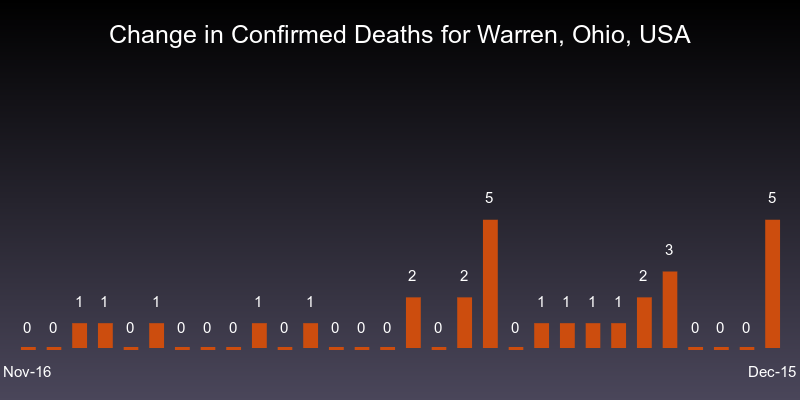 Change in Confirmed Deaths for Warren, Ohio, USA
5 5
3
2 2 2
1 1 1 1 1 1 1 1 1
0 0 0 0 0 0 0 0 0 0 0 0 0 0 0
Nov-16 Dec-15